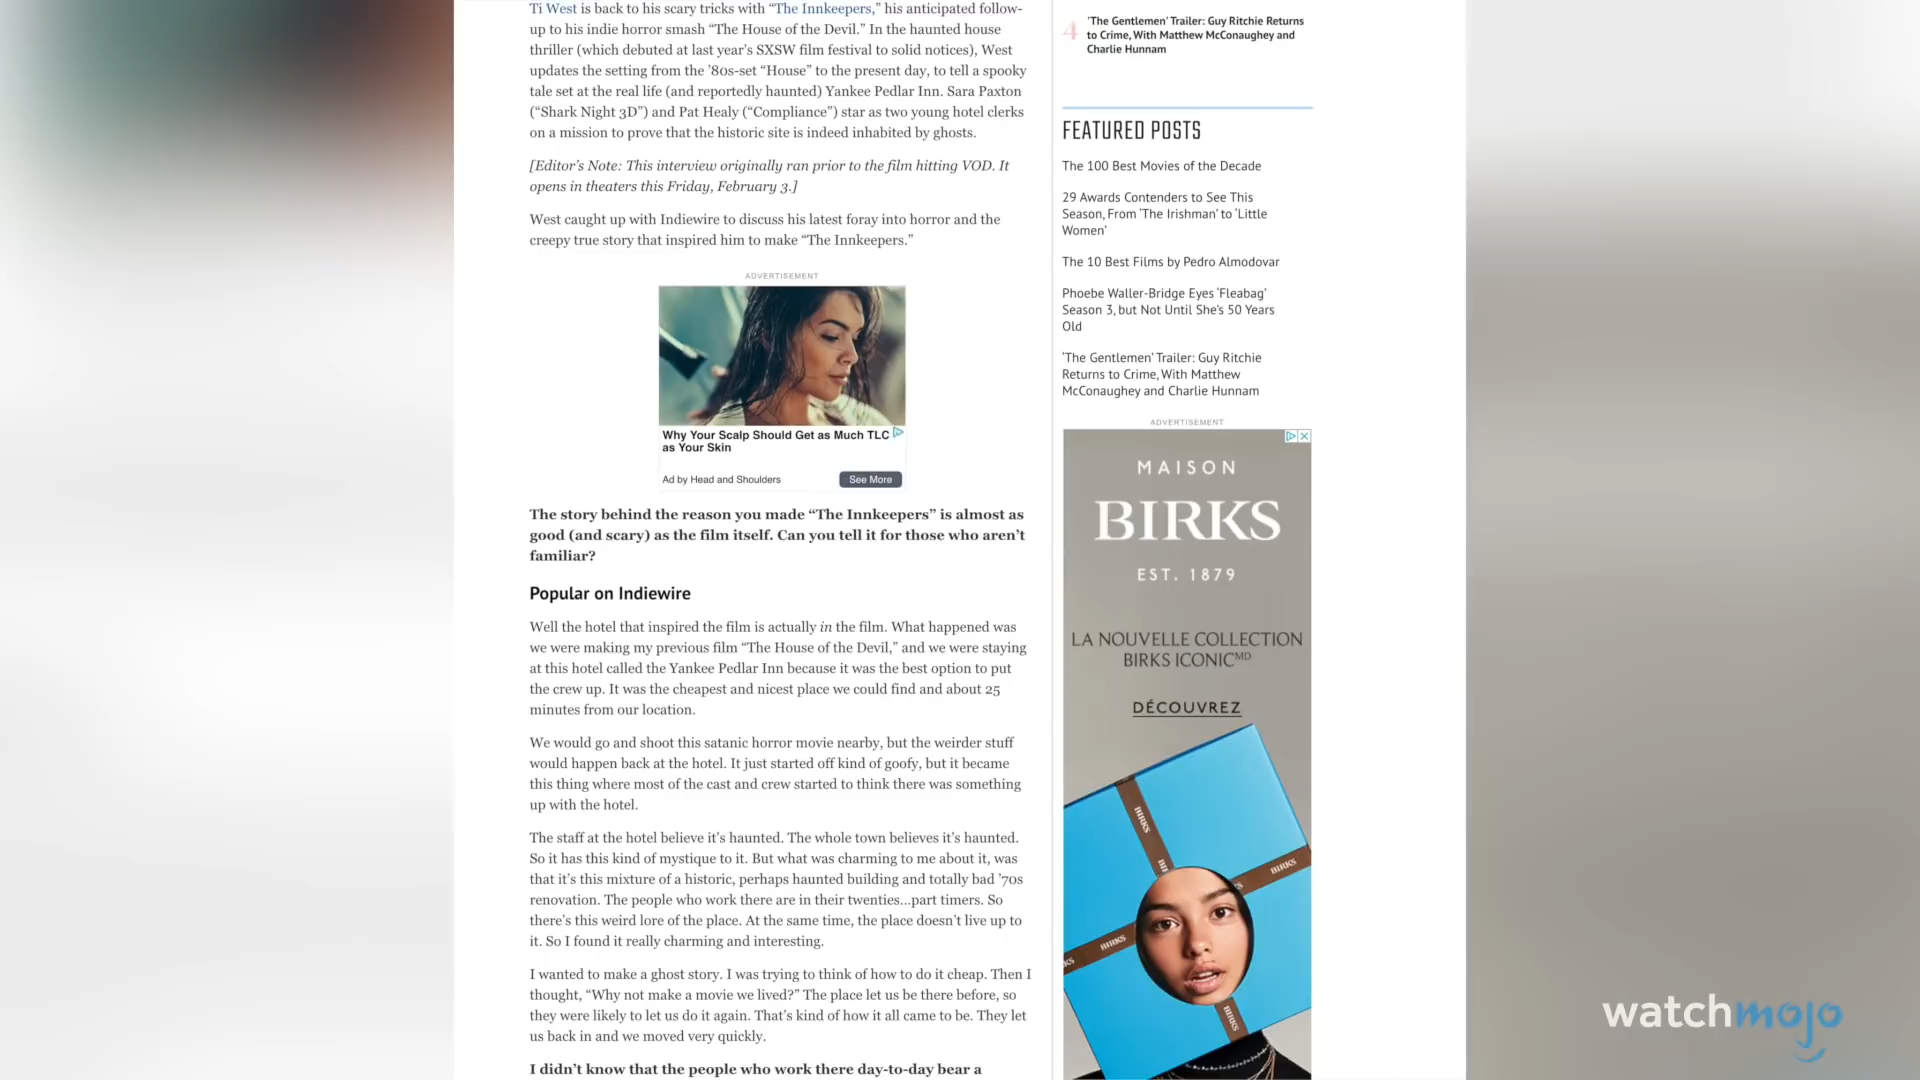 Ti West is back to his scary tricks with “The Innkeepers,” his anticipated follow-
up to his indie horror smash “The House of the Devil.” In the haunted house
thriller (which debuted at last year’s SXSW film festival to solid notices), West
updates the setting from the ’80s-set “House” to the present day, to tell a spooky
tale set at the real life (and reportedly haunted) Yankee Pedlar Inn. Sara Paxton
(“Shark Night 3D”) and Pat Healy (“Compliance”) star as two young hotel clerks
on a mission to prove that the historic site is indeed inhabited by ghosts.
[Editor’s Note: This interview originally ran prior to the film hitting VOD. It
opens in theaters this Friday, February 3.]
West caught up with Indiewire to discuss his latest foray into horror and the
creepy true story that inspired him to make “The Innkeepers.”
ADVERTISEMENT
Why Your Scalp Should Get as Much TLC
as Your Skin
Ad by Head and Shoulders
See More
The story behind the reason you made “The Innkeepers” is almost as
good (and scary) as the film itself. Can you tell it for those who aren’t
familiar?
Popular on Indiewire
Well the hotel that inspired the film is actually in the film. What happened was
we were making my previous film “The House of the Devil,” and we were staying
at this hotel called the Yankee Pedlar Inn because it was the best option to put
the crew up. It was the cheapest and nicest place we could find and about 25
minutes from our location.
We would go and shoot this satanic horror movie nearby, but the weirder stuff
would happen back at the hotel. It just started off kind of goofy, but it became
this thing where most of the cast and crew started to think there was something
up with the hotel.
The staff at the hotel believe it’s haunted. The whole town believes it’s haunted.
So it has this kind of mystique to it. But what was charming to me about it, was
that it’s this mixture of a historic, perhaps haunted building and totally bad ’70s
renovation. The people who work there are in their twenties...part timers. So
there’s this weird lore of the place. At the same time, the place doesn’t live up to
it. So I found it really charming and interesting.
I wanted to make a ghost story. I was trying to think of how to do it cheap. Then I
thought, “Why not make a movie we lived?” The place let us be there before, so
they were likely to let us do it again. That’s kind of how it all came to be. They let
us back in and we moved very quickly.
I didn’t know that the people who work there day-to-day bear a
4
‘The Gentlemen’ Trailer: Guy Ritchie Returns
to Crime, With Matthew McConaughey and
Charlie Hunnam
FEATURED POSTS
The 100 Best Movies of the Decade
29 Awards Contenders to See This
Season, From ‘The Irishman’ to ‘Little
Women’
The 10 Best Films by Pedro Almodovar
Phoebe Waller-Bridge Eyes ‘Fleabag’
Season 3, but Not Until She’s 50 Years
Old
‘The Gentlemen’ Trailer: Guy Ritchie
Returns to Crime, With Matthew
McConaughey and Charlie Hunnam
ADVERTISEMENT
MAISON
BIRKS
EST. 1879
LA NOUVELLE COLLECTION
BIRKS ICONICᴹᴰ
DÉCOUVREZ
BIRKS
BIRKS
BIRKS
BIRKS
watchmojo